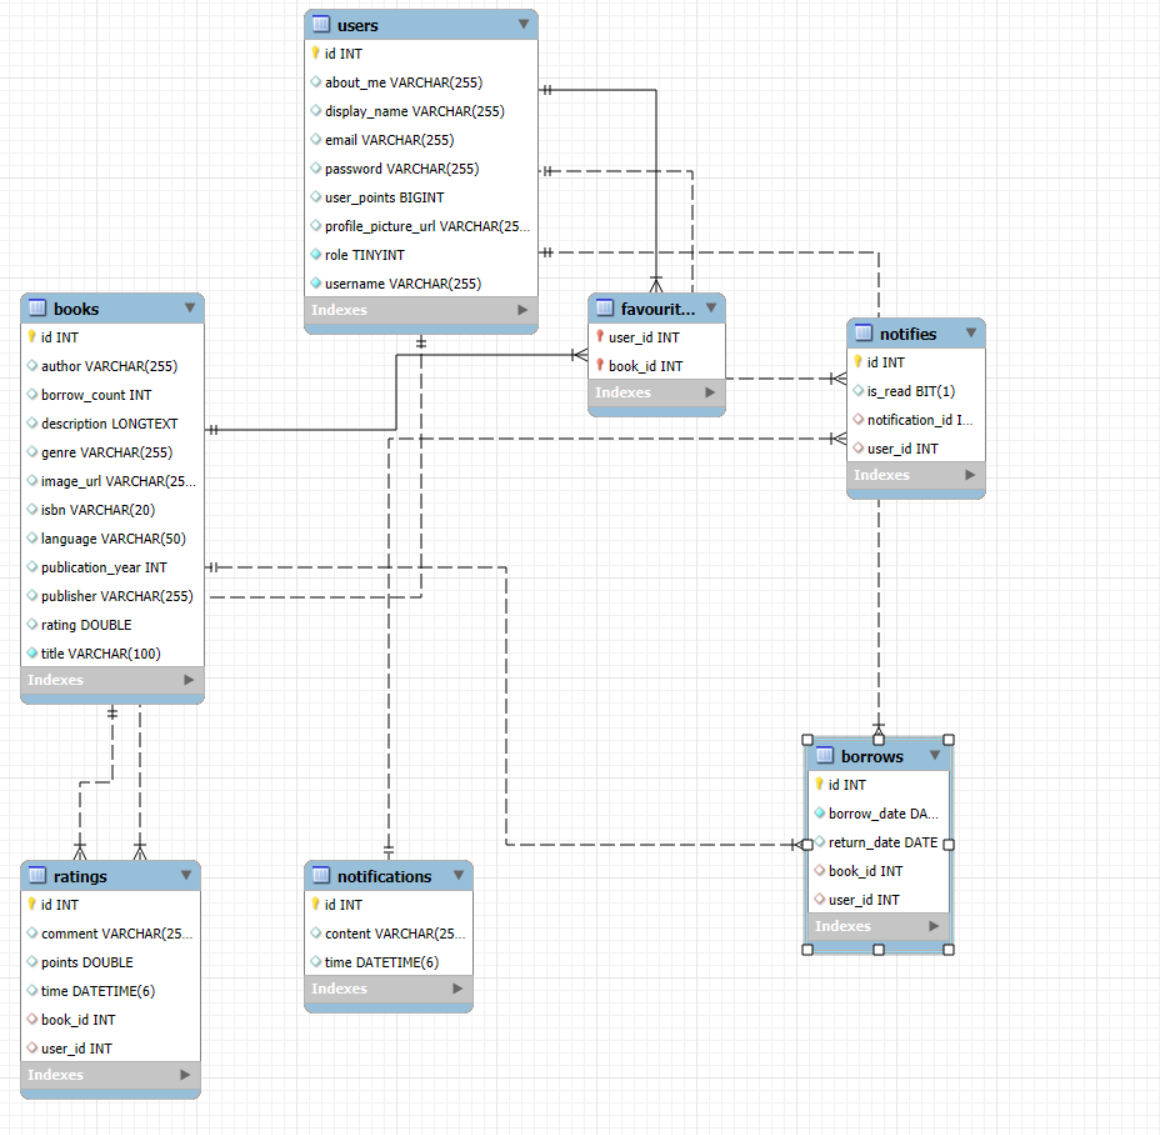 users
id INT
about_me VARCHAR(255)
display_name VARCHAR(255)
email VARCHAR(255)
password VARCHAR(255)
user_points BIGINT
profile_picture_url VARCHAR(25...
role TINYINT
username VARCHAR(255)
Indexes
books
id INT
author VARCHAR(255)
borrow_count INT
description LONGTEXT
genre VARCHAR(255)
image_url VARCHAR(25...
isbn VARCHAR(20)
language VARCHAR(50)
publication_year INT
publisher VARCHAR(255)
rating DOUBLE
title VARCHAR(100)
Indexes
favourit...
user_id INT
book_id INT
Indexes
notifies
id INT
is_read BIT(1)
notification_id I...
user_id INT
Indexes
borrows
id INT
borrow_date DA...
return_date DATE
book_id INT
user_id INT
Indexes
ratings
id INT
comment VARCHAR(25...
points DOUBLE
time DATETIME(6)
book_id INT
user_id INT
Indexes
notifications
id INT
content VARCHAR(25...
time DATETIME(6)
Indexes